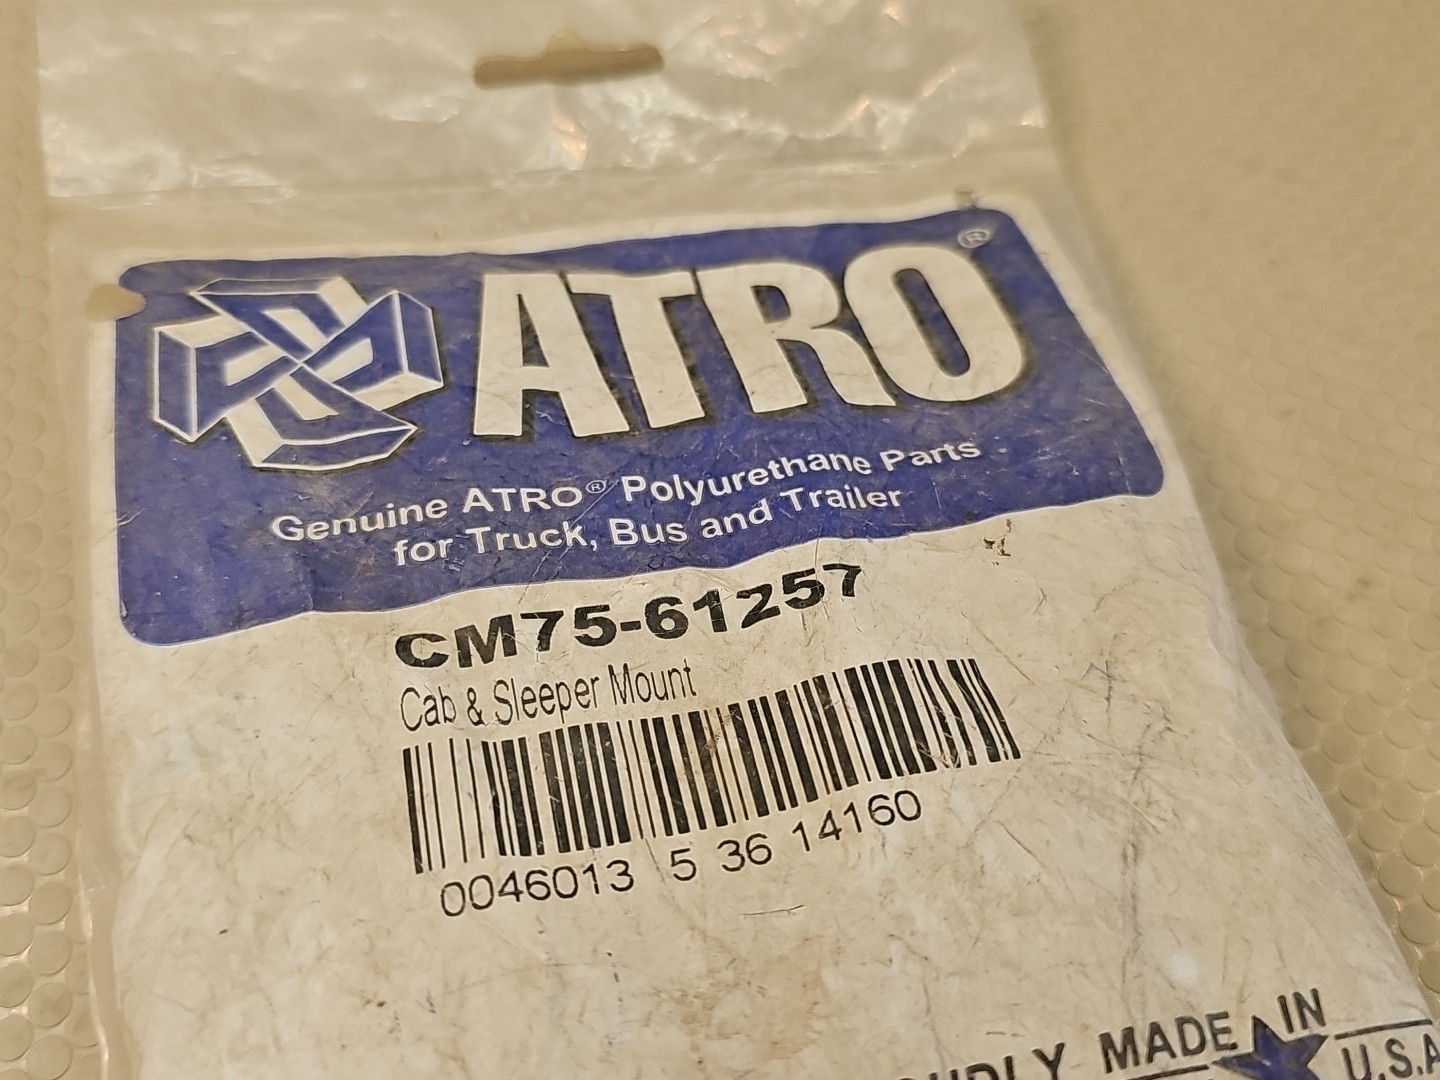 ATRO®
Genuine ATRO® Polyurethane Parts
for Truck, Bus and Trailer
CM75-61257
Cab & Sleeper Mount
0046013 5 36 14160
MADE IN
U.S.A